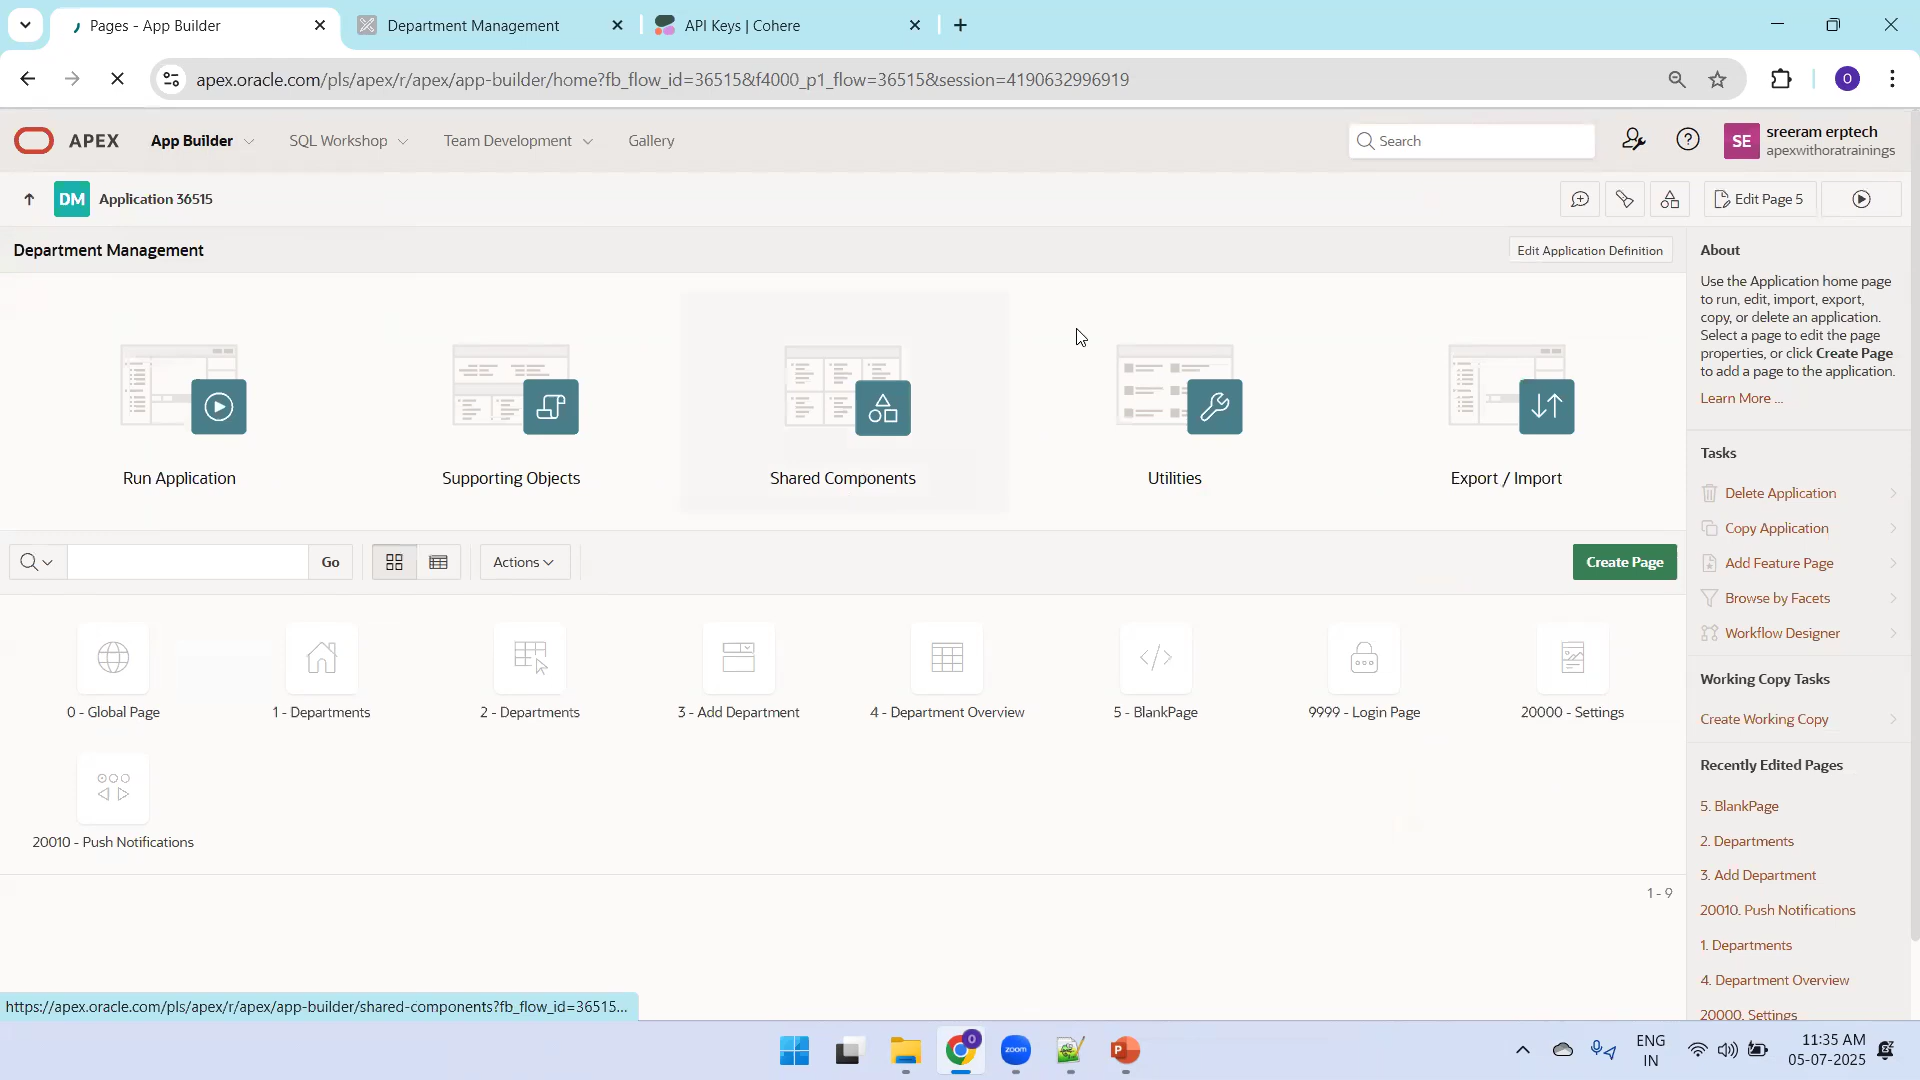 Pages - App Builder
Department Management
API Keys | Cohere
apex.oracle.com/pls/apex/r/apex/app-builder/home?fb_flow_id=36515&f4000_p1_flow=36515&session=4190632996919
O
APEX
App Builder
SQL Workshop
Team Development
Gallery
Search
SE
sreeram erptech
apexwithoratrainings
DM
Application 36515
Edit Page 5
Department Management
Edit Application Definition
Run Application
Supporting Objects
Shared Components
Utilities
Export / Import
Go
Actions
Create Page
0 - Global Page
1 - Departments
2 - Departments
3 - Add Department
4 - Department Overview
5 - BlankPage
9999 - Login Page
20000 - Settings
20010 - Push Notifications
1 - 9
About
Use the Application home page
to run, edit, import, export,
copy, or delete an application.
Select a page to edit the page
properties, or click Create Page
to add a page to the application.
Learn More ...
Tasks
Delete Application
Copy Application
Add Feature Page
Browse by Facets
Workflow Designer
Working Copy Tasks
Create Working Copy
Recently Edited Pages
5. BlankPage
2. Departments
3. Add Department
20010. Push Notifications
1. Departments
4. Department Overview
20000. Settings
https://apex.oracle.com/pls/apex/r/apex/app-builder/shared-components?fb_flow_id=36515...
O
zoom
P
ENG
IN
11:35 AM
05-07-2025